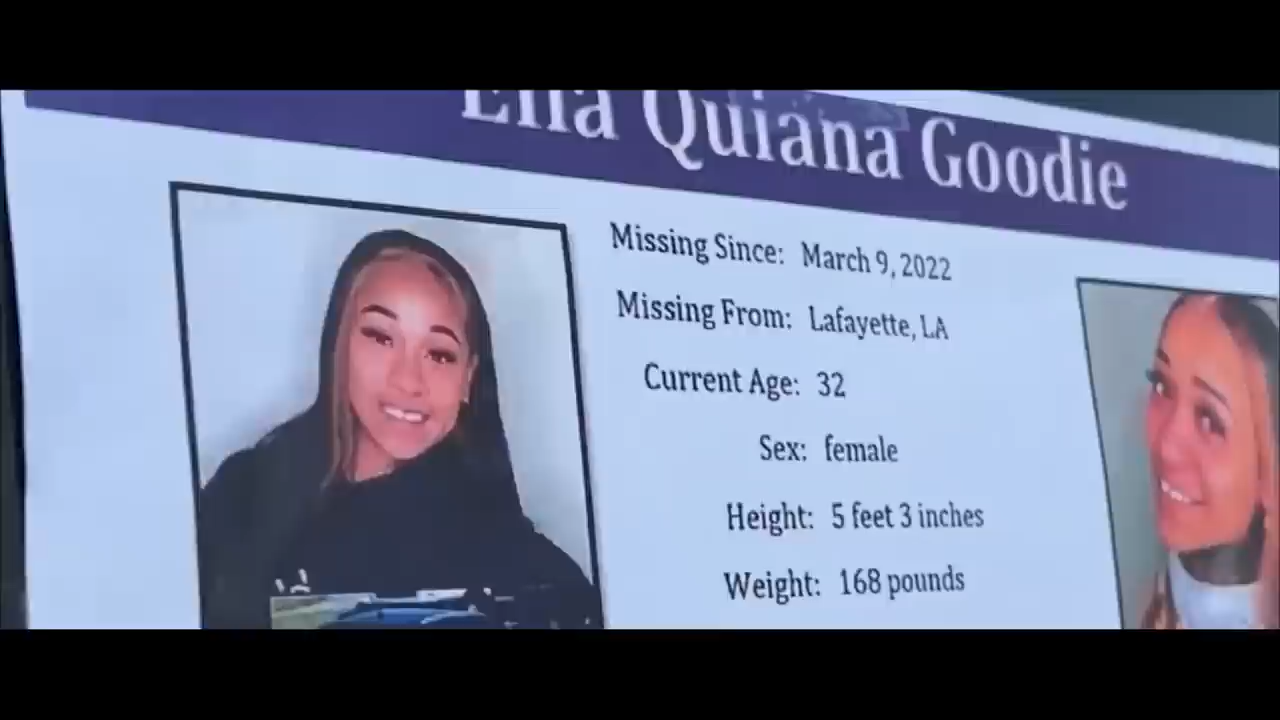 Ella Quiana Goodie
Missing Since: March 9, 2022
Missing From: Lafayette, LA
Current Age: 32
Sex: female
Height: 5 feet 3 inches
Weight: 168 pounds